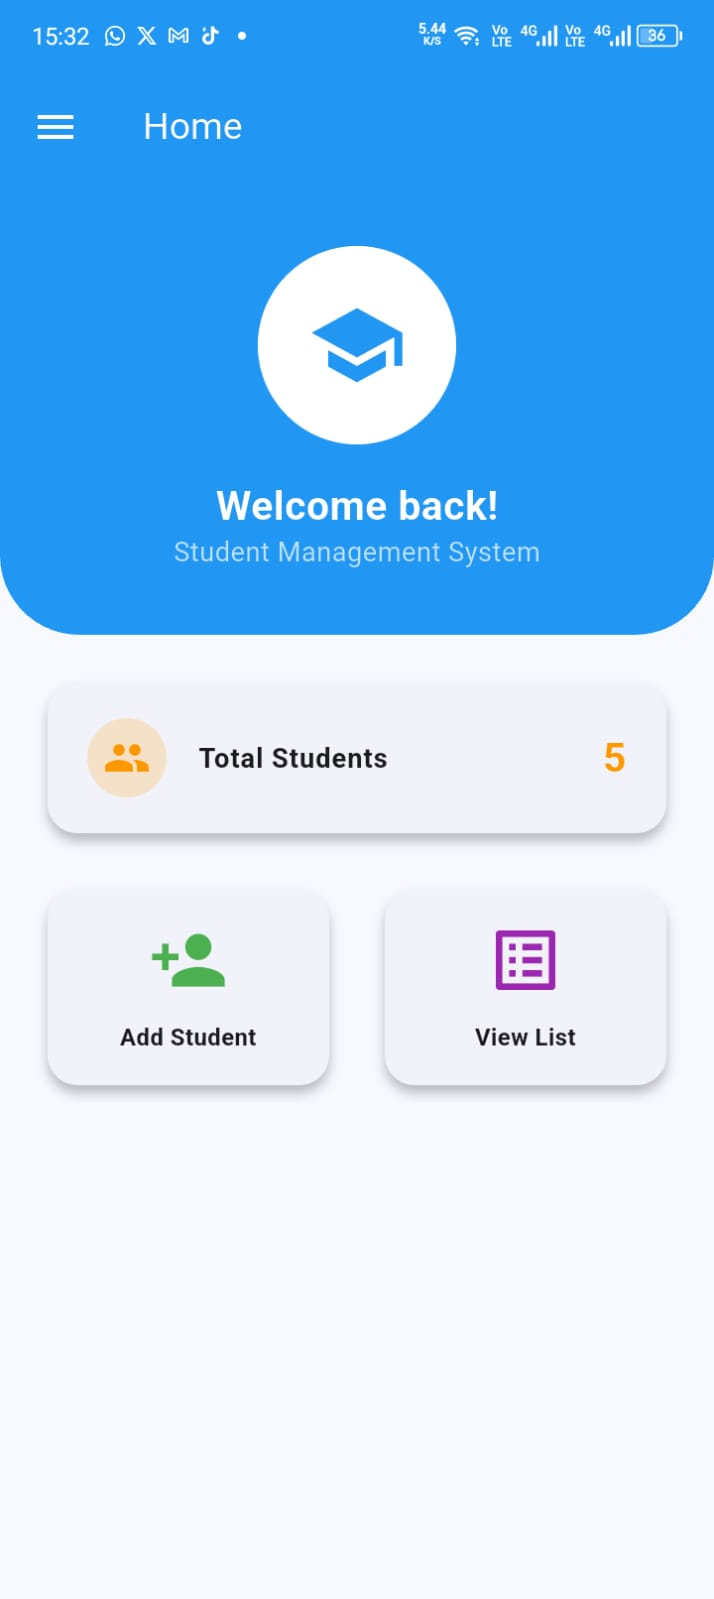 15:32 5.44 K/S Vo LTE 4G Vo LTE 4G 36
Home
Welcome back!
Student Management System
Total Students 5
Add Student View List